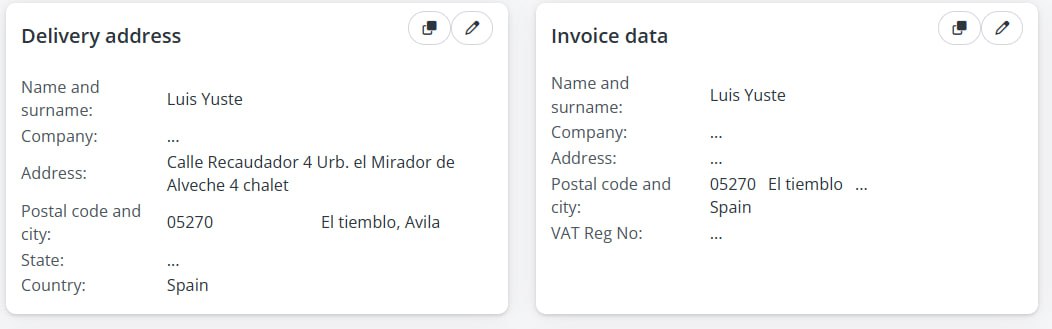 Delivery address
Name and
surname:
Luis Yuste
Company:
...
Address:
Calle Recaudador 4 Urb. el Mirador de
Alveche 4 chalet
Postal code and
city:
05270 El tiemblo, Avila
State:
...
Country:
Spain
Invoice data
Name and
surname:
Luis Yuste
Company:
...
Address:
...
Postal code and
city:
05270 El tiemblo ...
Spain
VAT Reg No:
...